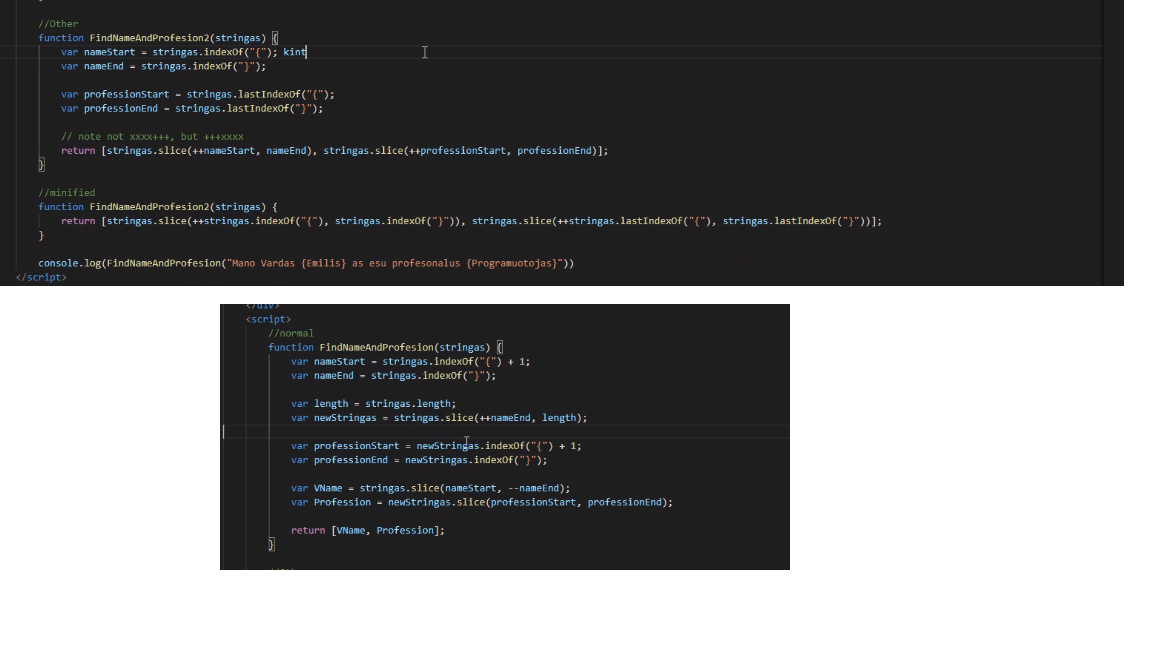 //Other
function FindNameAndProfesion2(stringas) {
var nameStart = stringas.indexOf("{"); kint
var nameEnd = stringas.indexOf("}");
var professionStart = stringas.lastIndexOf("{");
var professionEnd = stringas.lastIndexOf("}");
// note not xxxx+++, but +++xxxx
return [stringas.slice(++nameStart, nameEnd), stringas.slice(++professionStart, professionEnd)];
}
//minified
function FindNameAndProfesion2(stringas) {
return [stringas.slice(++stringas.indexOf("{"), stringas.indexOf("}")), stringas.slice(++stringas.lastIndexOf("{"), stringas.lastIndexOf("}"))];
}
console.log(FindNameAndProfesion("Mano Vardas {Emilis} as esu profesonalus {Programuotojas}"))
</script>
</div>
<script>
//normal
function FindNameAndProfesion(stringas) {
var nameStart = stringas.indexOf("{") + 1;
var nameEnd = stringas.indexOf("}");
var length = stringas.length;
var newStringas = stringas.slice(++nameEnd, length);
var professionStart = newStringas.indexOf("{") + 1;
var professionEnd = newStringas.indexOf("}");
var VName = stringas.slice(nameStart, --nameEnd);
var Profession = newStringas.slice(professionStart, professionEnd);
return [VName, Profession];
}